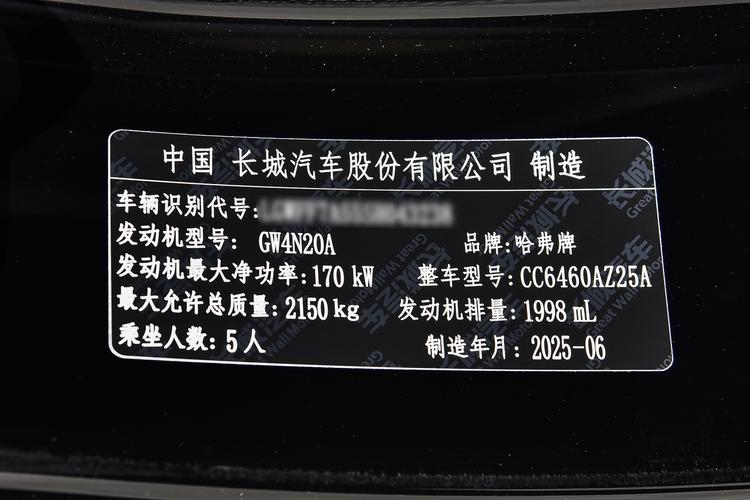 中国 长城汽车股份有限公司 制造
车辆识别代号:
发动机型号: GW4N20A 品牌:哈弗牌
发动机最大净功率:170 kW 整车型号:CC6460AZ25A
最大允许总质量:2150kg 发动机排量:1998 mL
乘坐人数:5人 制造年月: 2025-06